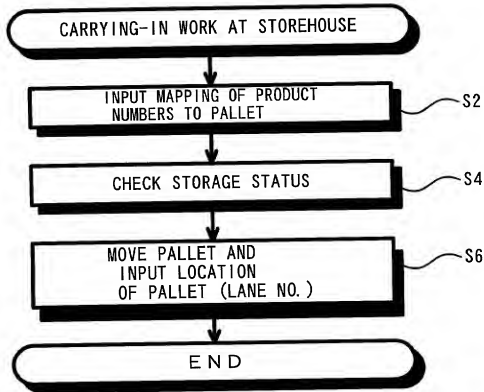 CARRYING-IN WORK AT STOREHOUSE
INPUT MAPPING OF PRODUCT
NUMBERS TO PALLET
S2
CHECK STORAGE STATUS
S4
MOVE PALLET AND
INPUT LOCATION
OF PALLET (LANE NO.)
S6
END